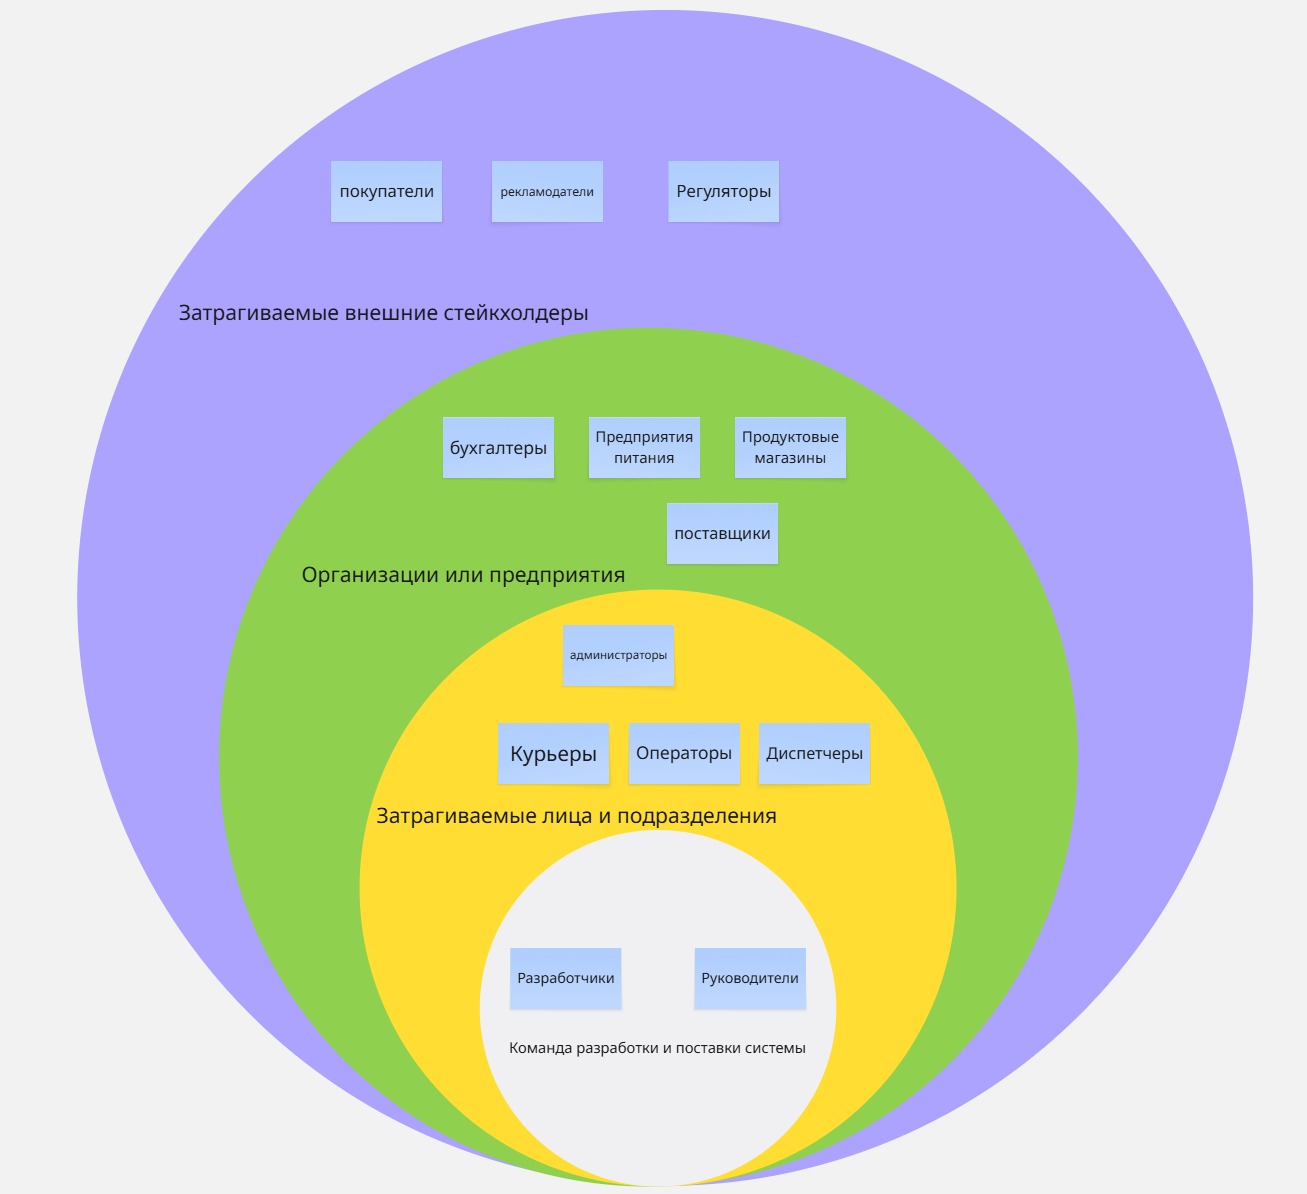 покупатели
рекламодатели
Регуляторы
Затрагиваемые внешние стейкхолдеры
бухгалтеры
Предприятия
питания
Продуктовые
магазины
поставщики
Организации или предприятия
администраторы
Курьеры
Операторы
Диспетчеры
Затрагиваемые лица и подразделения
Разработчики
Руководители
Команда разработки и поставки системы